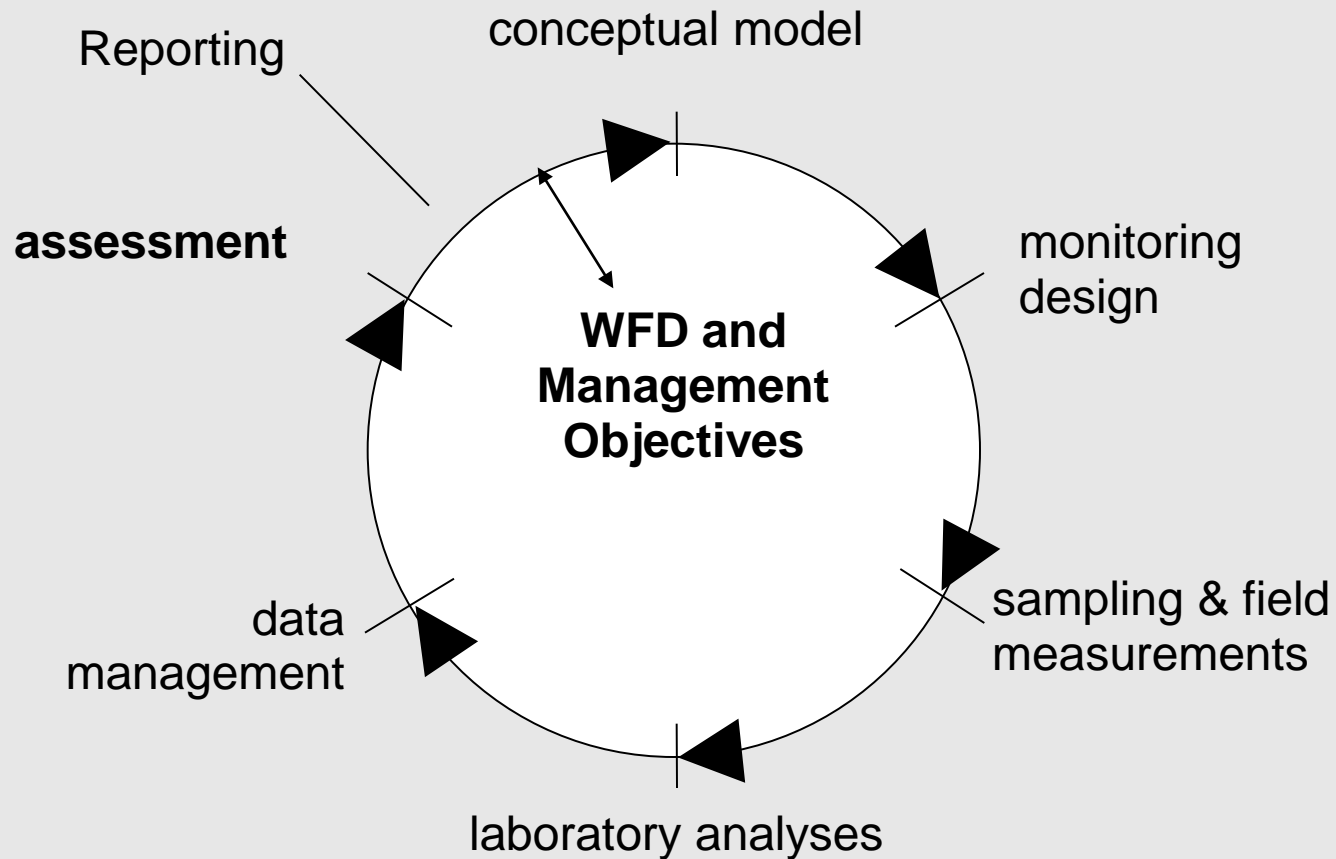 Reporting
conceptual model
assessment
monitoring
design
WFD and
Management
Objectives
sampling & field
measurements
data
management
laboratory analyses